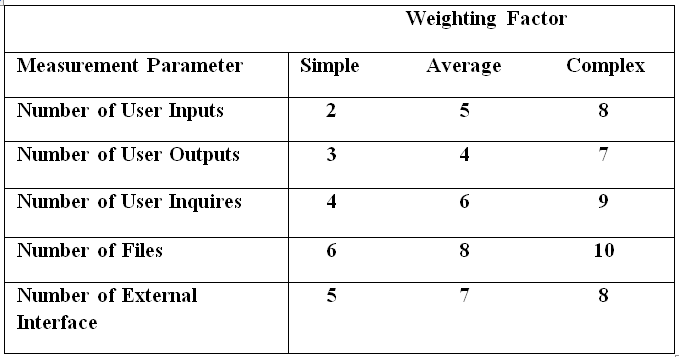 Weighting Factor
Measurement Parameter Simple Average Complex
Number of User Inputs 2 5 8
Number of User Outputs 3 4 7
Number of User Inquires 4 6 9
Number of Files 6 8 10
Number of External Interface 5 7 8